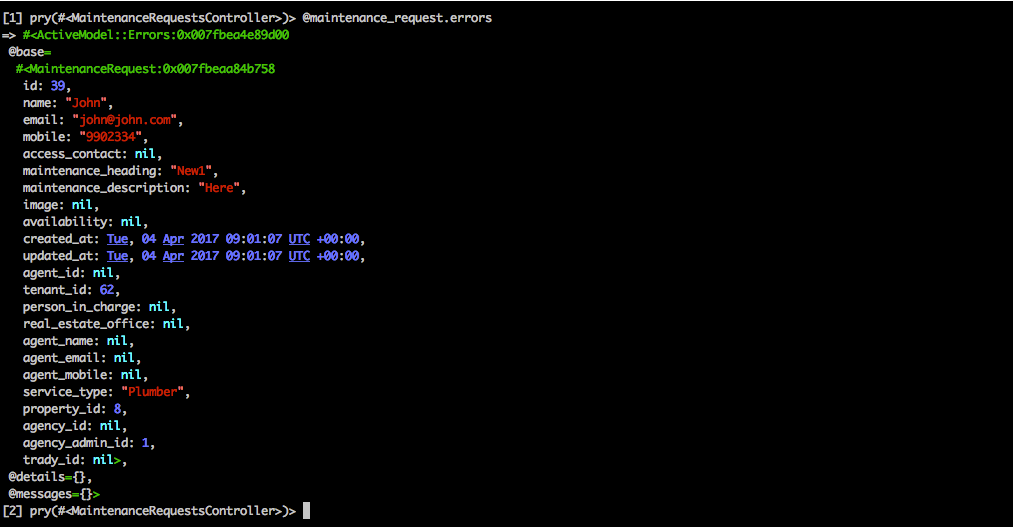 [1] pry(#<MaintenanceRequestsController>)> @maintenance_request.errors
=> #<ActiveModel::Errors:0x007fbea4e89d00
 @base=
  #<MaintenanceRequest:0x007fbeaa84b758
   id: 39,
   name: "John",
   email: "john@john.com",
   mobile: "9902334",
   access_contact: nil,
   maintenance_heading: "New1",
   maintenance_description: "Here",
   image: nil,
   availability: nil,
   created_at: Tue, 04 Apr 2017 09:01:07 UTC +00:00,
   updated_at: Tue, 04 Apr 2017 09:01:07 UTC +00:00,
   agent_id: nil,
   tenant_id: 62,
   person_in_charge: nil,
   real_estate_office: nil,
   agent_name: nil,
   agent_email: nil,
   agent_mobile: nil,
   service_type: "Plumber",
   property_id: 8,
   agency_id: nil,
   agency_admin_id: 1,
   trady_id: nil>,
 @details={},
 @messages={}>
[2] pry(#<MaintenanceRequestsController>)>